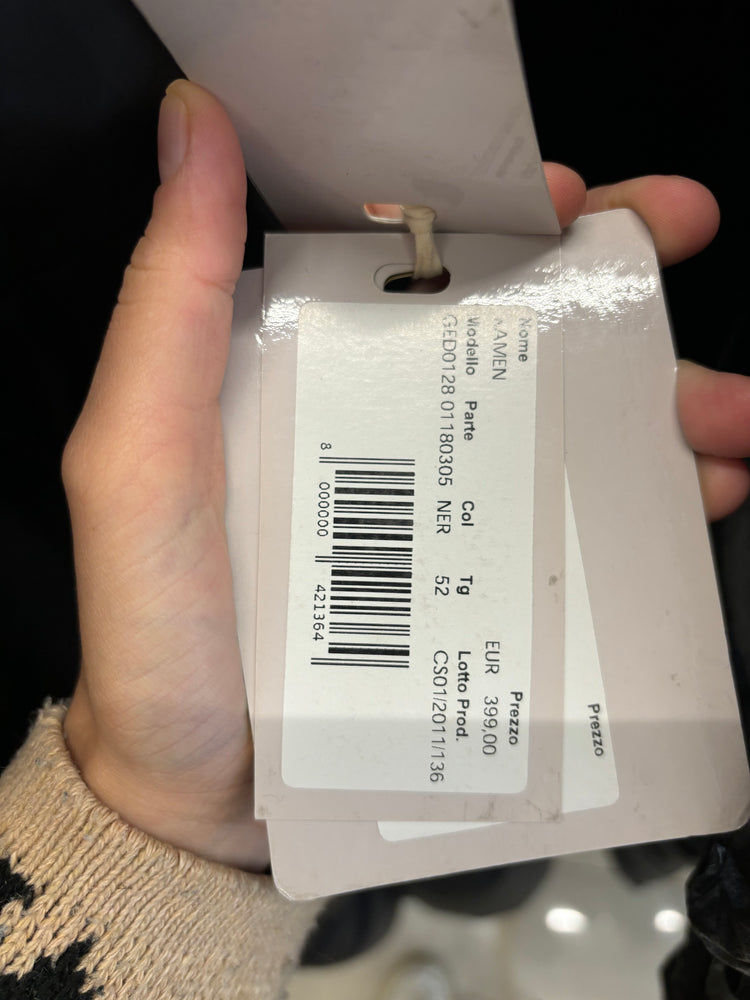 Prezzo
Nome Prezzo
EUR 399,00
Modello Parte Col Tg Lotto Prod.
GED0128 01180305 NER 52 CS01/2011/136
8 000000 421364